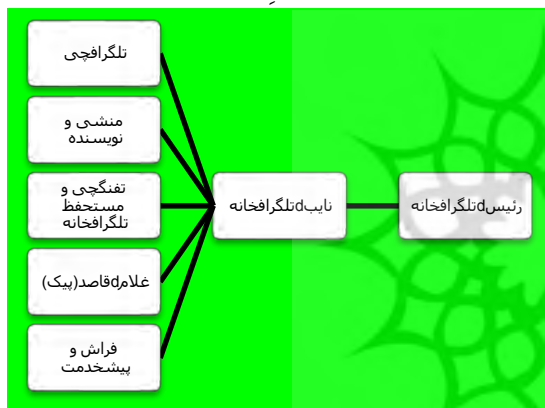 رئیسdتلگرافخانه
نایبdتلگرافخانه
تلگرافچی
منشی و
نویسنده
تفنگچی و
مستحفظ
تلگرافخانه
غلامdقاصد(پیک)
فراش و
پیشخدمت